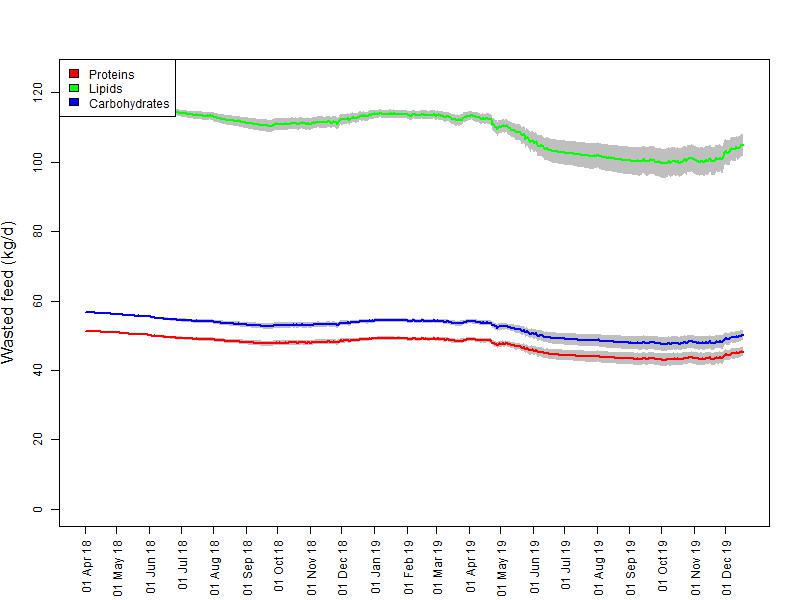 Proteins
Lipids
Carbohydrates
Wasted feed (kg/d)
120
100
80
60
40
20
0
01 Apr 18
01 May 18
01 Jun 18
01 Jul 18
01 Aug 18
01 Sep 18
01 Oct 18
01 Nov 18
01 Dec 18
01 Jan 19
01 Feb 19
01 Mar 19
01 Apr 19
01 May 19
01 Jun 19
01 Jul 19
01 Aug 19
01 Sep 19
01 Oct 19
01 Nov 19
01 Dec 19